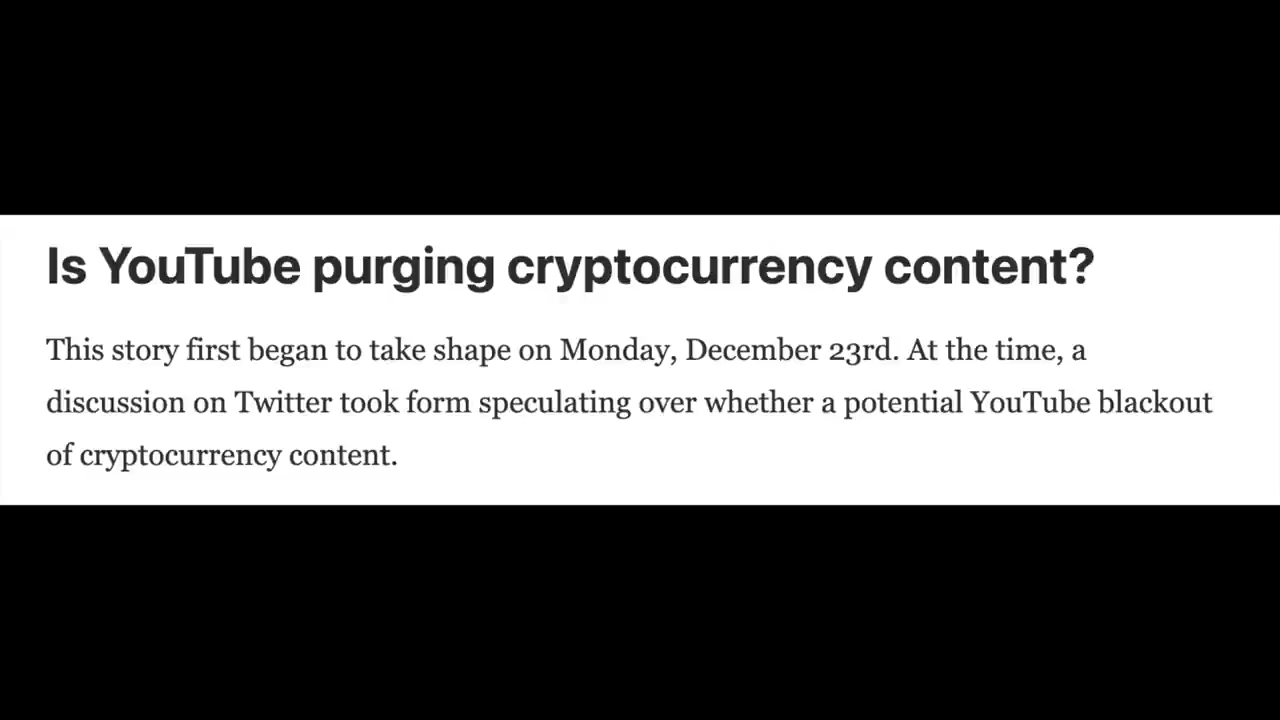 Is YouTube purging cryptocurrency content?
This story first began to take shape on Monday, December 23rd. At the time, a
discussion on Twitter took form speculating over whether a potential YouTube blackout
of cryptocurrency content.